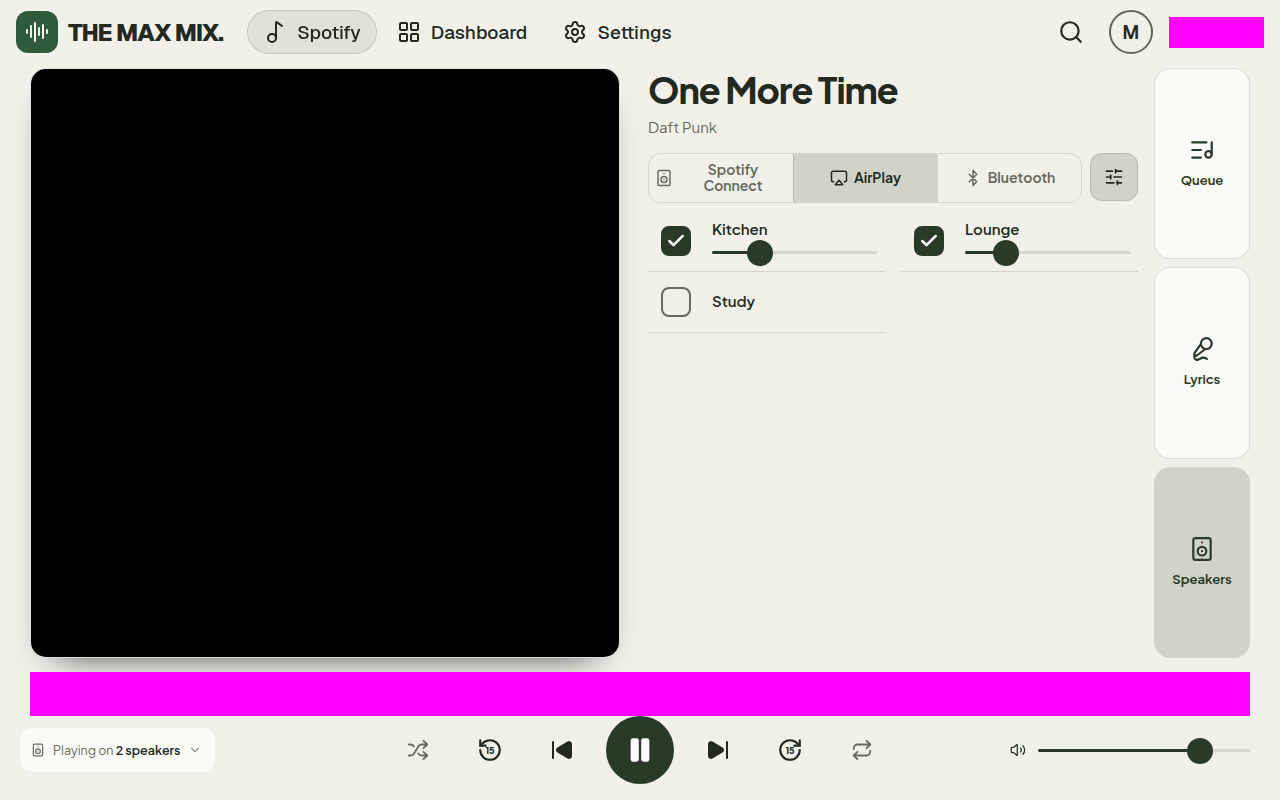 THE MAX MIX.
Spotify
Dashboard
Settings
M
One More Time
Daft Punk
Spotify
Connect
AirPlay
Bluetooth
Kitchen
Lounge
Study
Queue
Lyrics
Speakers
Playing on 2 speakers
15
15